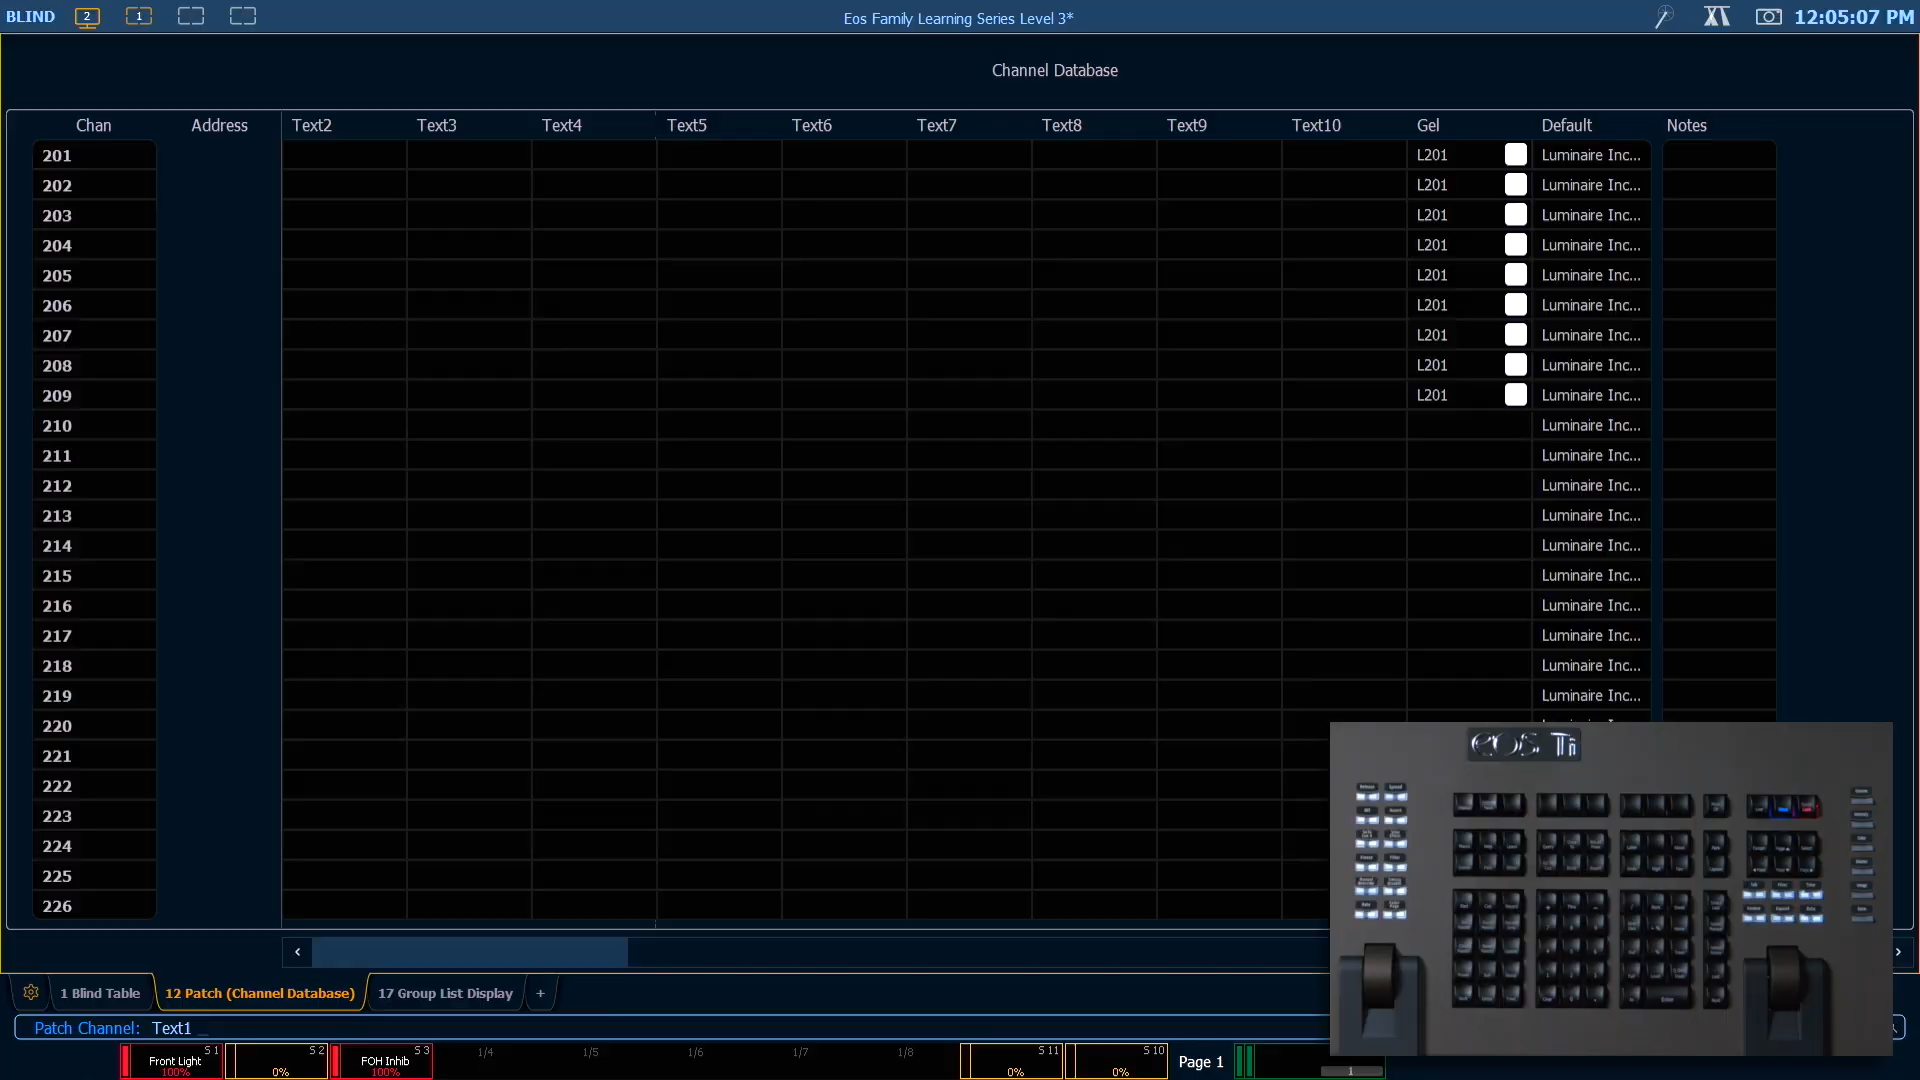 BLIND 2 1 Eos Family Learning Series Level 3* 12:05:07 PM
Channel Database
Chan Address Text2 Text3 Text4 Text5 Text6 Text7 Text8 Text9 Text10 Gel Default Notes
201 L201 Luminaire Inc...
202 L201 Luminaire Inc...
203 L201 Luminaire Inc...
204 L201 Luminaire Inc...
205 L201 Luminaire Inc...
206 L201 Luminaire Inc...
207 L201 Luminaire Inc...
208 L201 Luminaire Inc...
209 L201 Luminaire Inc...
210 Luminaire Inc...
211 Luminaire Inc...
212 Luminaire Inc...
213 Luminaire Inc...
214 Luminaire Inc...
215 Luminaire Inc...
216 Luminaire Inc...
217 Luminaire Inc...
218 Luminaire Inc...
219 Luminaire Inc...
220
221
222
223
224
225
226
eos Ti
1 Blind Table 12 Patch (Channel Database) 17 Group List Display +
Patch Channel: Text1 _
S 1 S 2 S 3 1/4 1/5 1/6 1/7 1/8 S 11 S 10
Front Light FOH Inhib Page 1
100% 0% 100% 0% 0% 1